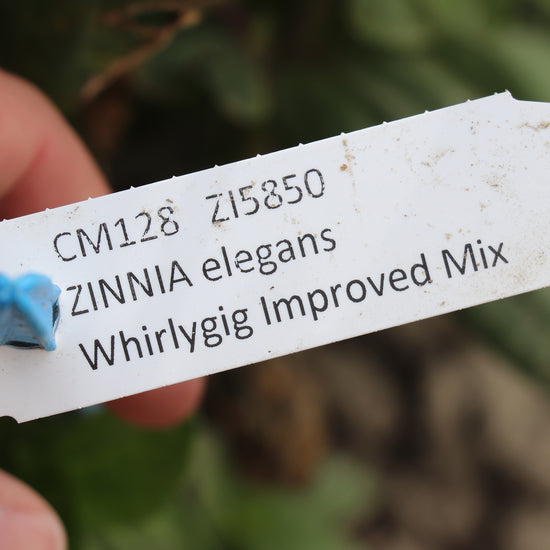 CM128 ZI5850
ZINNIA elegans
Whirlygig Improved Mix